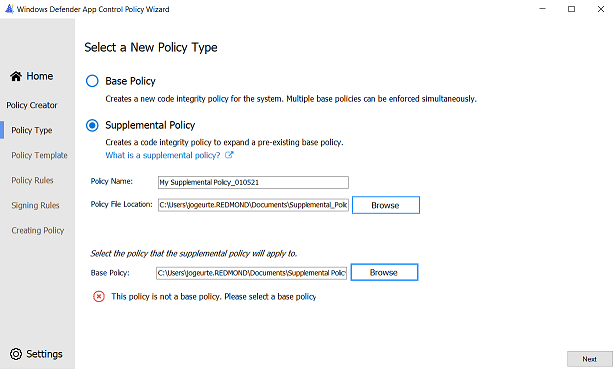 Windows Defender App Control Policy Wizard
Select a New Policy Type
Home
Policy Creator
Policy Type
Policy Template
Policy Rules
Signing Rules
Creating Policy
Settings
Base Policy
Creates a new code integrity policy for the system. Multiple base policies can be enforced simultaneously.
Supplemental Policy
Creates a code integrity policy to expand a pre-existing base policy.
What is a supplemental policy?
Policy Name: My Supplemental Policy_010521
Policy File Location: C:\Users\jogeurte.REDMOND\Documents\Supplemental_Polic Browse
Select the policy that the supplemental policy will apply to.
Base Policy: C:\Users\jogeurte.REDMOND\Documents\Supplemental Policy Browse
This policy is not a base policy. Please select a base policy
Next